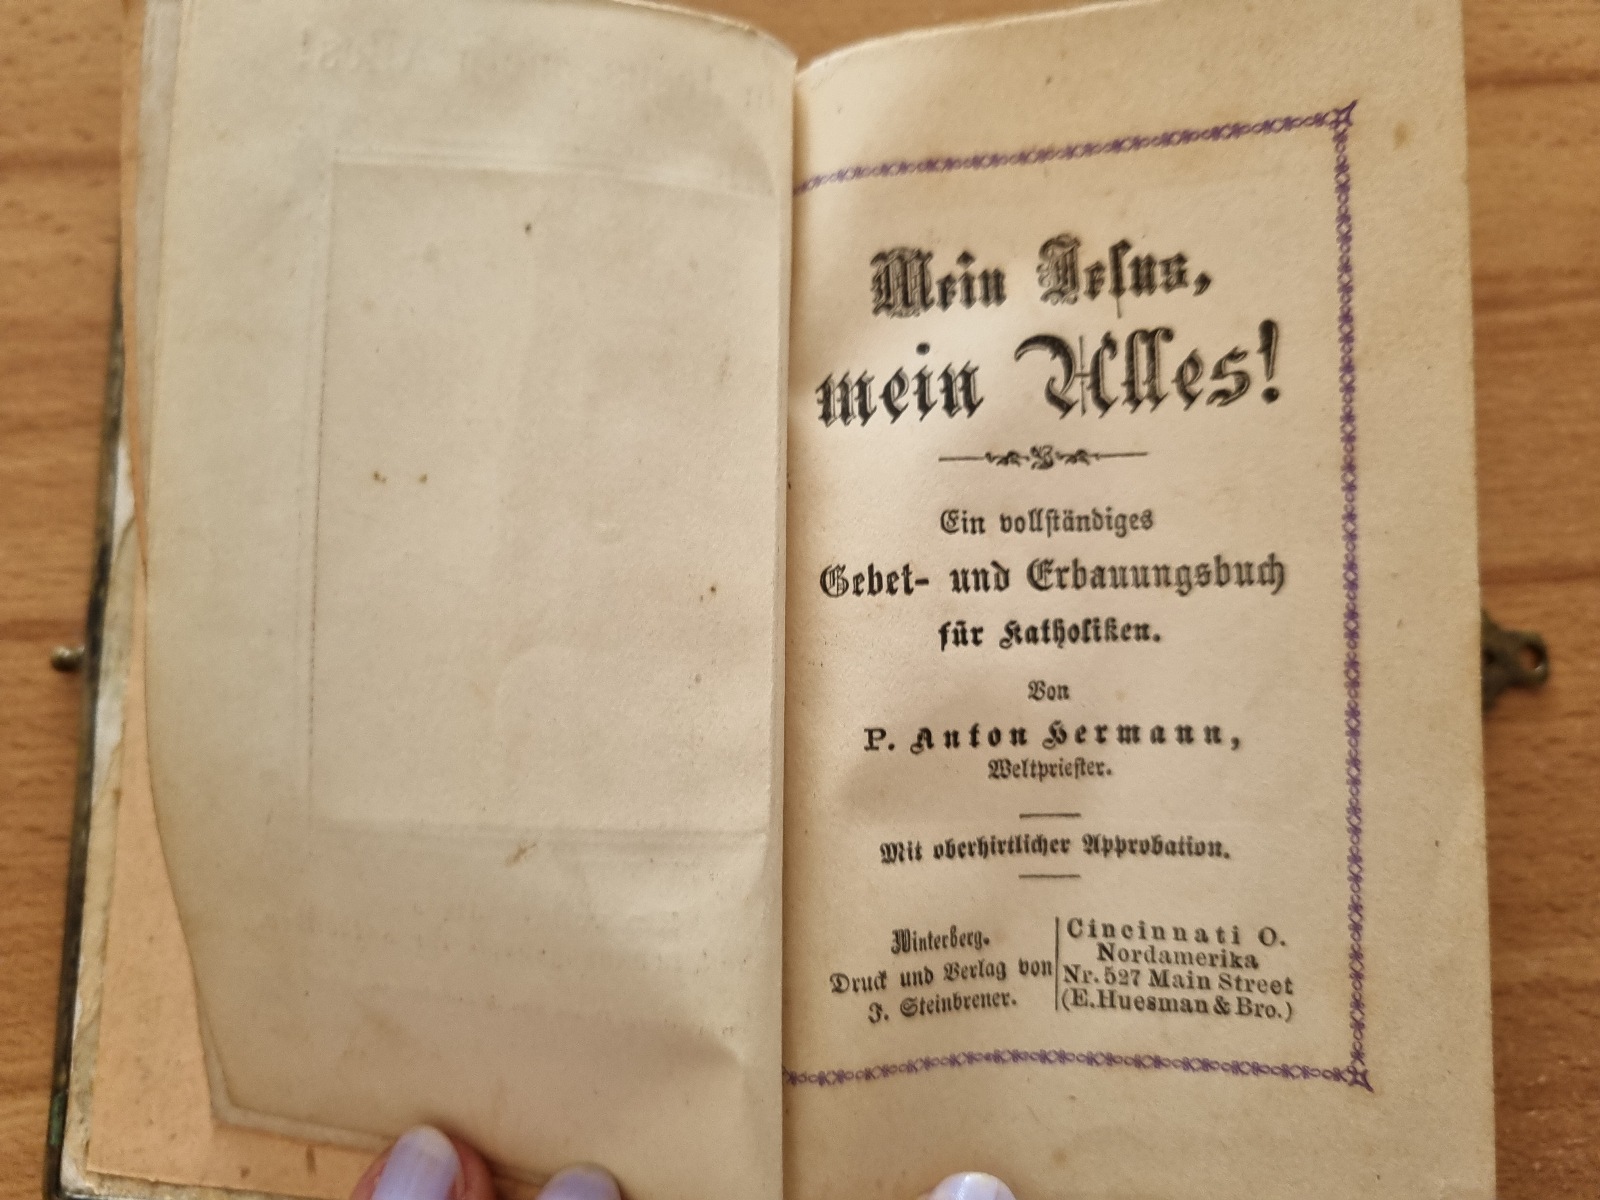 Mein Jesus,
mein Alles!
Ein vollständiges
Gebet- und Erbauungsbuch
für Katholiken.
Von
P. Anton Hermann,
Weltpriester.
Mit oberhirtlicher Approbation.
Winterberg.
Druck und Verlag von
J. Steinbrener.
Cincinnati O.
Nordamerika
Nr. 527 Main Street
(E. Huesman & Bro.)